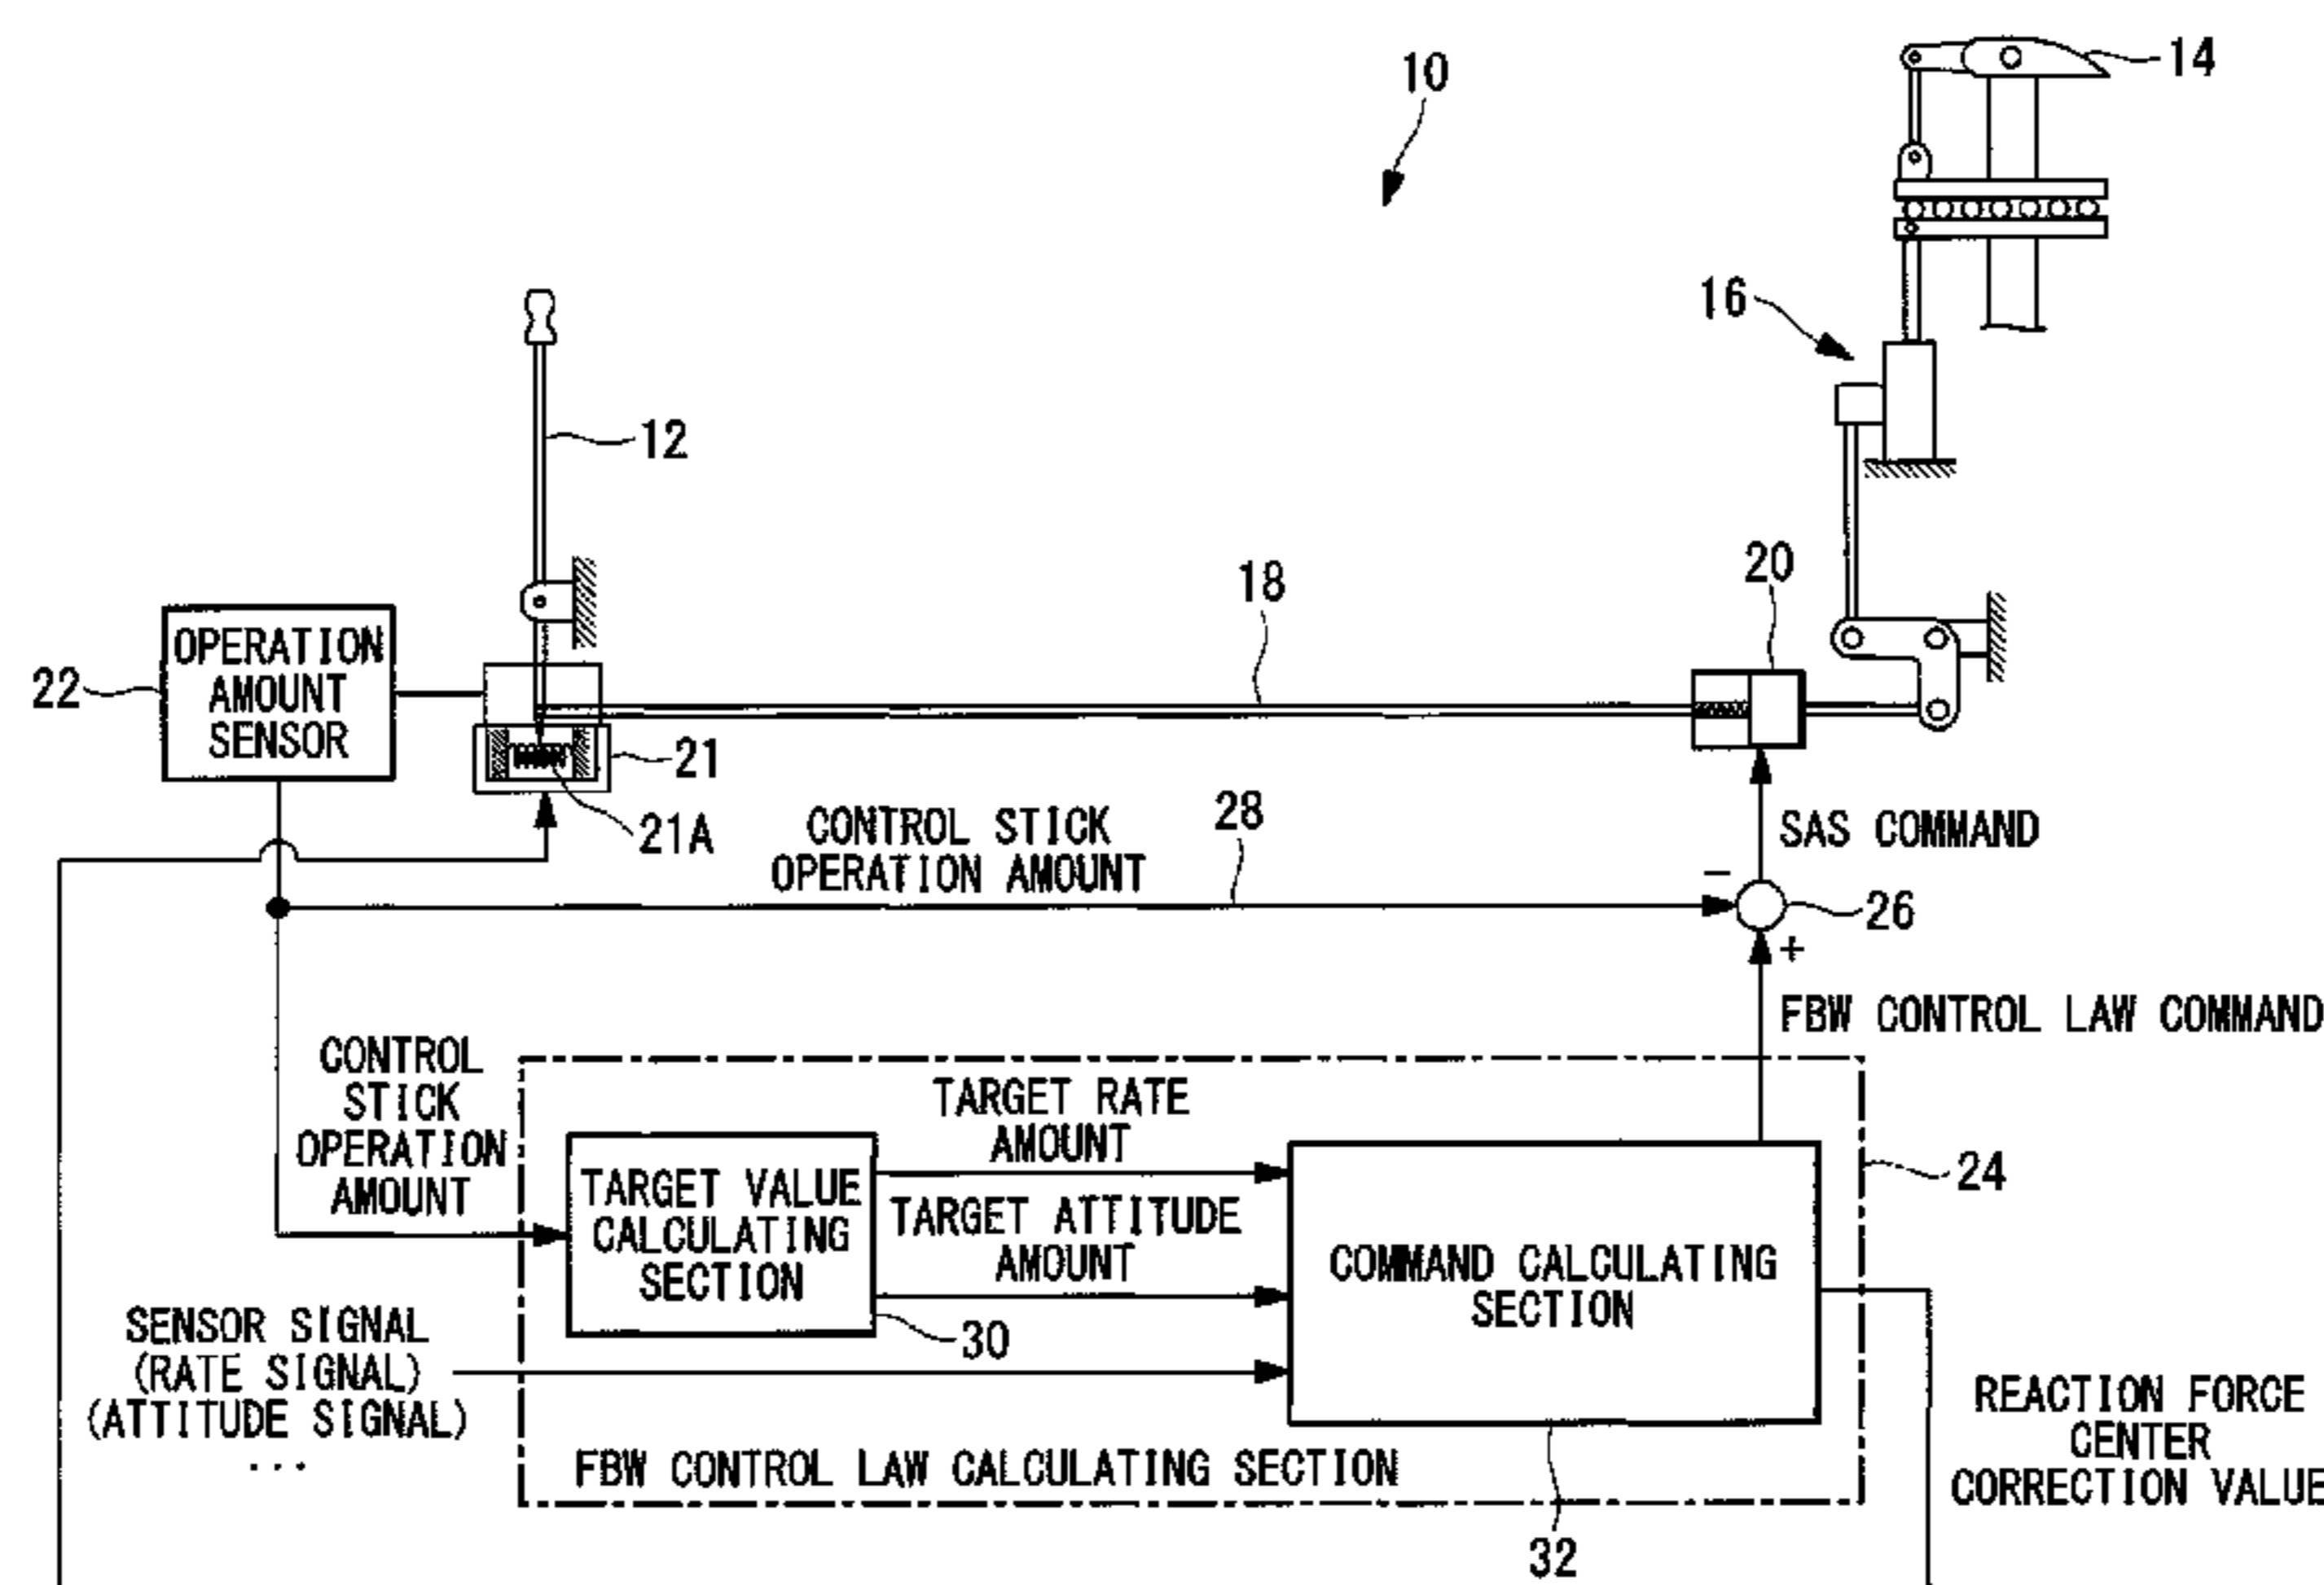 10
14
16
12
18
20
OPERATION
AMOUNT
SENSOR
22
21
21A
CONTROL STICK
OPERATION AMOUNT
28
SAS COMMAND
−
26
+
FBW CONTROL LAW COMMAND
CONTROL
STICK
OPERATION
AMOUNT
TARGET RATE
AMOUNT
TARGET VALUE
CALCULATING
SECTION
TARGET ATTITUDE
AMOUNT
COMMAND CALCULATING
SECTION
24
30
SENSOR SIGNAL
(RATE SIGNAL)
(ATTITUDE SIGNAL)
...
FBW CONTROL LAW CALCULATING SECTION
32
REACTION FORCE
CENTER
CORRECTION VALUE